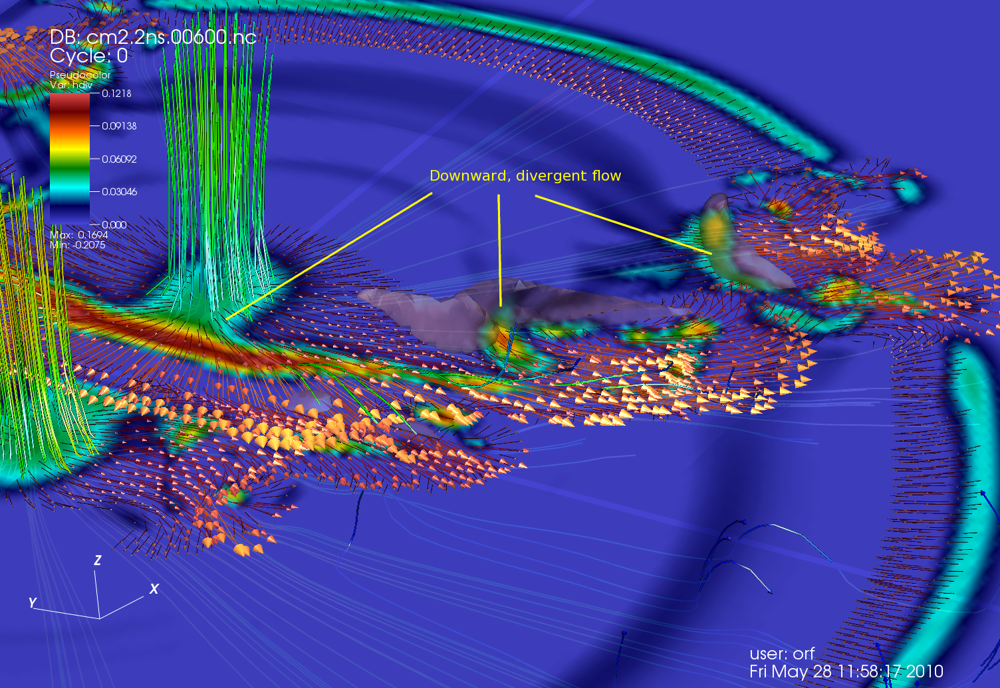 DB: cm2.2ns.00600.nc
Cycle: 0
Pseudocolor
Var: hdiv
0.1218
0.09138
0.06092
0.03046
0.000
Max: 0.1694
Min: -0.2075
Downward, divergent flow
Z
X
Y
user: orf
Fri May 28 11:58:17 2010